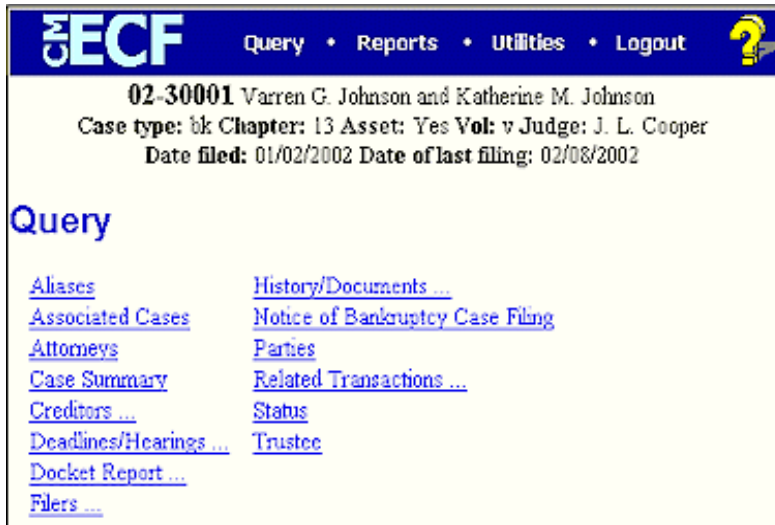 CM ECF Query • Reports • Utilities • Logout ?
02-30001 Varren G. Johnson and Katherine M. Johnson
Case type: bk Chapter: 13 Asset: Yes Vol: v Judge: J. L. Cooper
Date filed: 01/02/2002 Date of last filing: 02/08/2002
Query
Aliases
Associated Cases
Attorneys
Case Summary
Creditors ...
Deadlines/Hearings ...
Docket Report ...
Filers ...
History/Documents ...
Notice of Bankruptcy Case Filing
Parties
Related Transactions ...
Status
Trustee